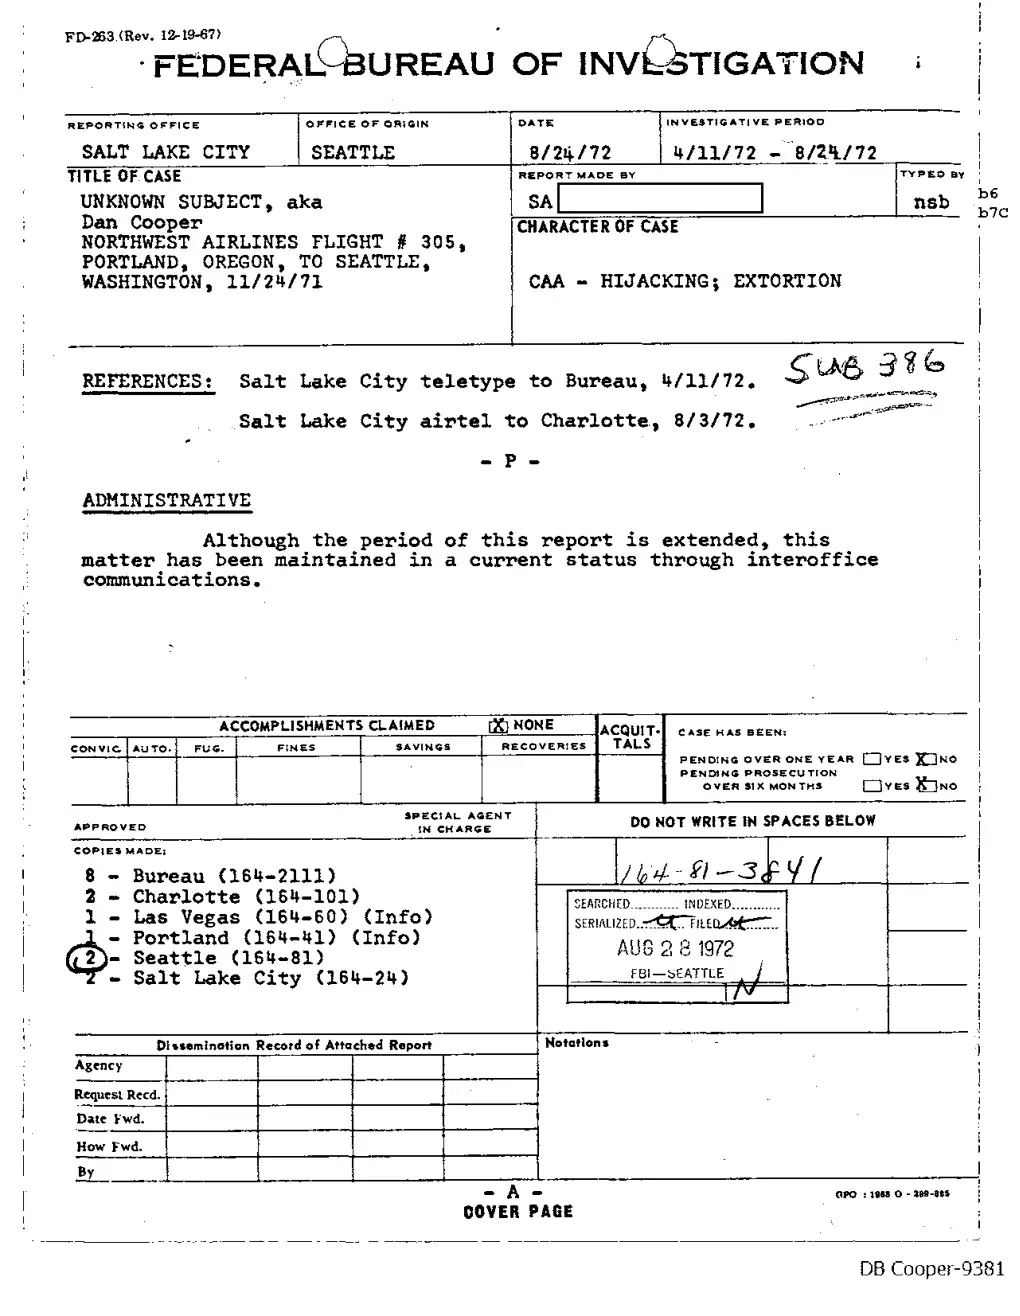 FD-263 (Rev. 12-19-67)
FEDERAL BUREAU OF INVESTIGATION
REPORTING OFFICE
SALT LAKE CITY
OFFICE OF ORIGIN
SEATTLE
DATE
8/24/72
INVESTIGATIVE PERIOD
4/11/72 - 8/24/72
TITLE OF CASE
UNKNOWN SUBJECT, aka
Dan Cooper
NORTHWEST AIRLINES FLIGHT # 305,
PORTLAND, OREGON, TO SEATTLE,
WASHINGTON, 11/24/71
REPORT MADE BY
SA
TYPED BY
nsb
b6
b7C
CHARACTER OF CASE
CAA - HIJACKING; EXTORTION
SUB 386
REFERENCES: Salt Lake City teletype to Bureau, 4/11/72.
Salt Lake City airtel to Charlotte, 8/3/72.
- P -
ADMINISTRATIVE
Although the period of this report is extended, this
matter has been maintained in a current status through interoffice
communications.
ACCOMPLISHMENTS CLAIMED X NONE
CONVIC. AUTO. FUG. FINES SAVINGS RECOVERIES
ACQUIT-
TALS
CASE HAS BEEN:
PENDING OVER ONE YEAR YES X NO
PENDING PROSECUTION
OVER SIX MONTHS YES X NO
APPROVED
SPECIAL AGENT
IN CHARGE
DO NOT WRITE IN SPACES BELOW
COPIES MADE:
8 - Bureau (164-2111)
2 - Charlotte (164-101)
1 - Las Vegas (164-60) (Info)
1 - Portland (164-41) (Info)
2 - Seattle (164-81)
2 - Salt Lake City (164-24)
164-81-3841
SEARCHED INDEXED
SERIALIZED FILED
AUG 28 1972
FBI—SEATTLE
N
Dissemination Record of Attached Report
Agency
Request Recd.
Date Fwd.
How Fwd.
By
Notations
- A -
COVER PAGE
GPO : 1968 O - 299-885
DB Cooper-9381